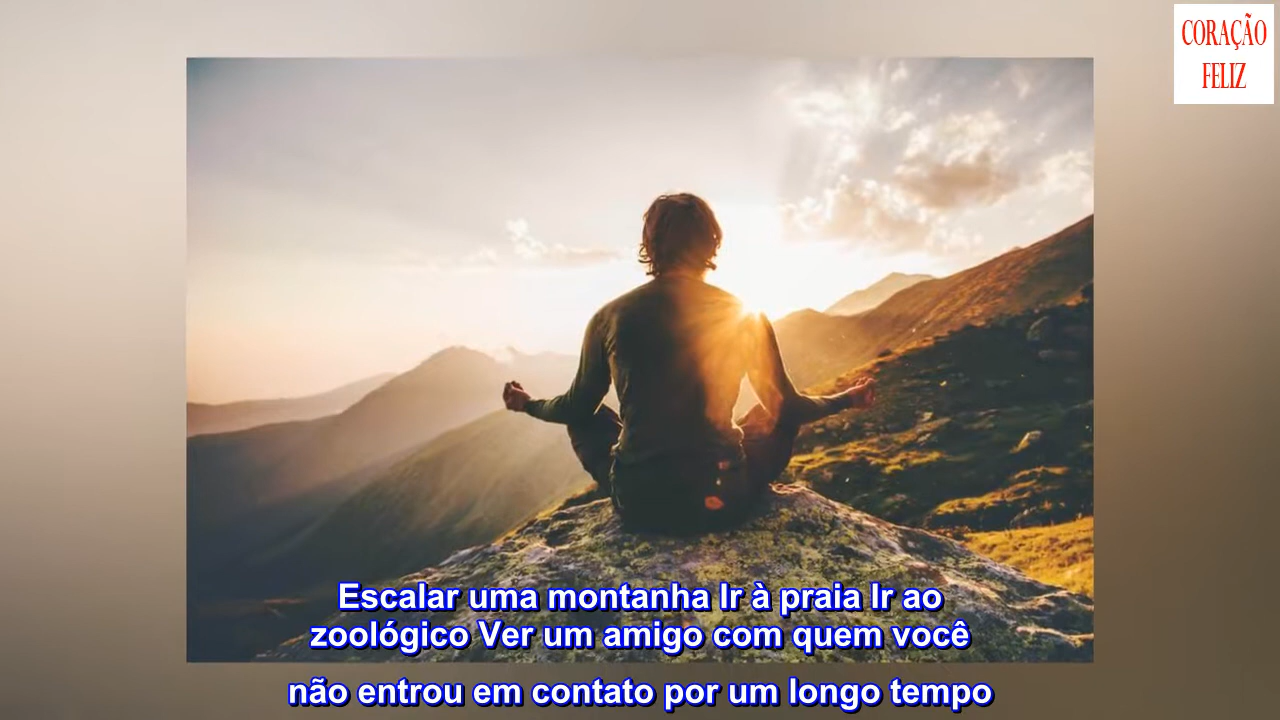 CORAÇÃO
FELIZ
Escalar uma montanha Ir à praia Ir ao
zoológico Ver um amigo com quem você
não entrou em contato por um longo tempo